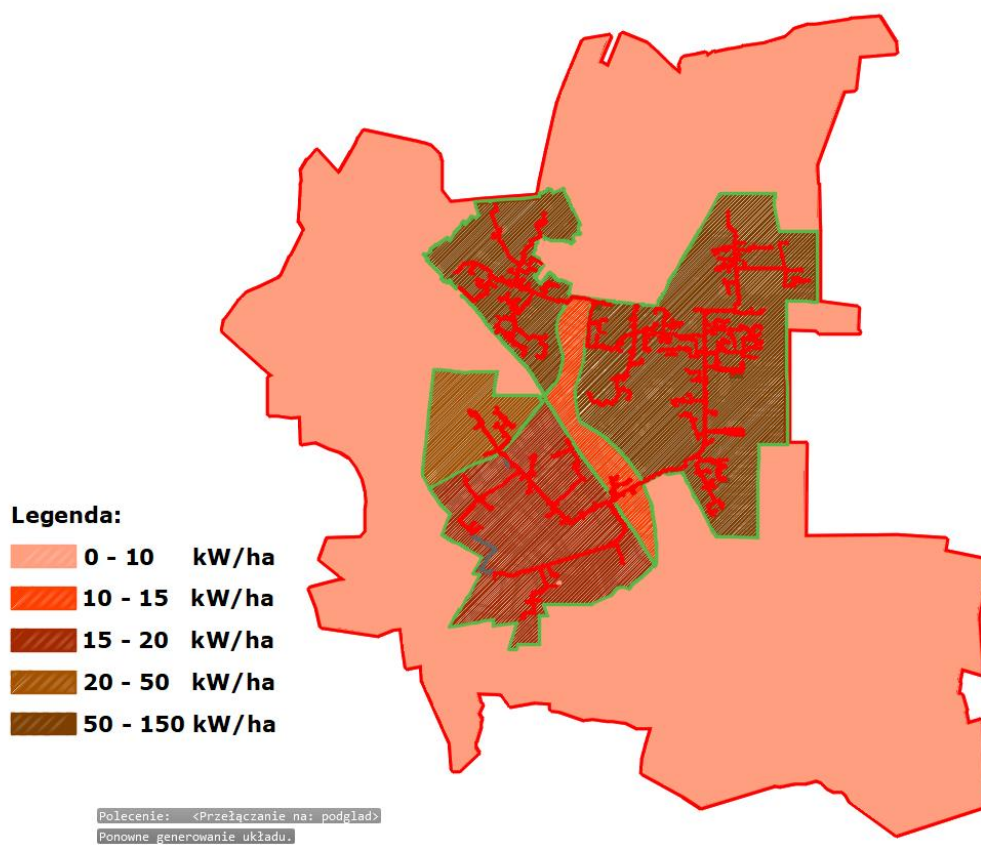 Legenda:
0 - 10 kW/ha
10 - 15 kW/ha
15 - 20 kW/ha
20 - 50 kW/ha
50 - 150 kW/ha
Polecenie: <Przełączanie na: podglad>
Ponowne generowanie układu.